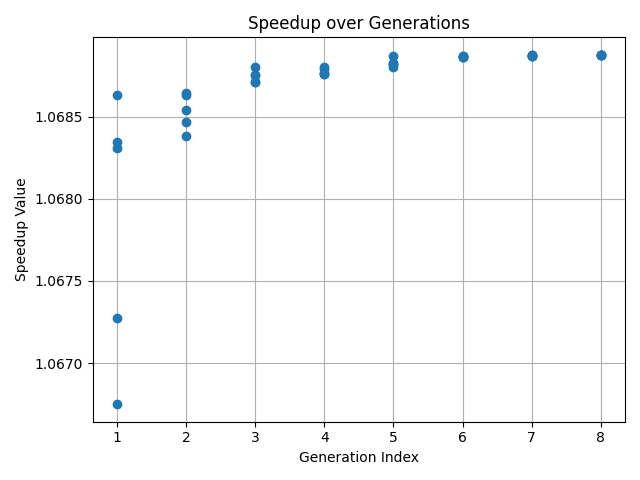 Speedup over Generations
Speedup Value
1.0685
1.0680
1.0675
1.0670
1 2 3 4 5 6 7 8
Generation Index